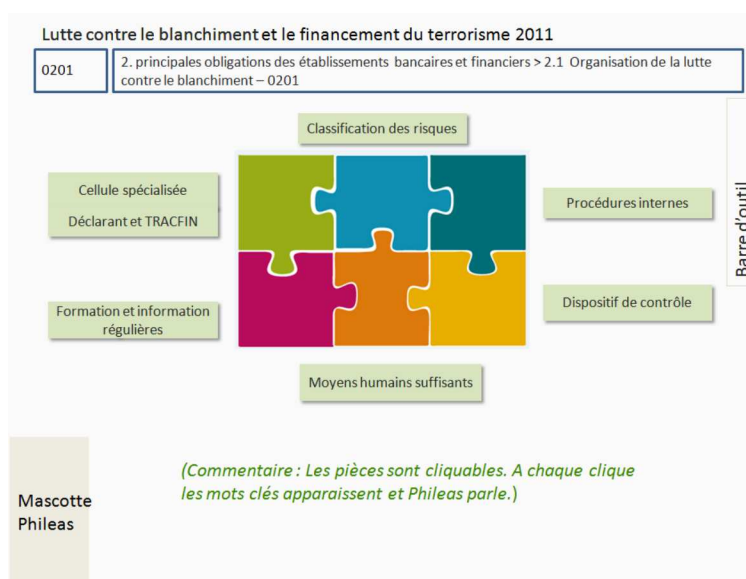 Lutte contre le blanchiment et le financement du terrorisme 2011
0201
2. principales obligations des établissements bancaires et financiers > 2.1 Organisation de la lutte
contre le blanchiment – 0201
Classification des risques
Cellule spécialisée
Déclarant et TRACFIN
Procédures internes
Barre d'outil
Formation et information
régulières
Dispositif de contrôle
Moyens humains suffisants
(Commentaire : Les pièces sont cliquables. A chaque clique
les mots clés apparaissent et Phileas parle.)
Mascotte
Phileas